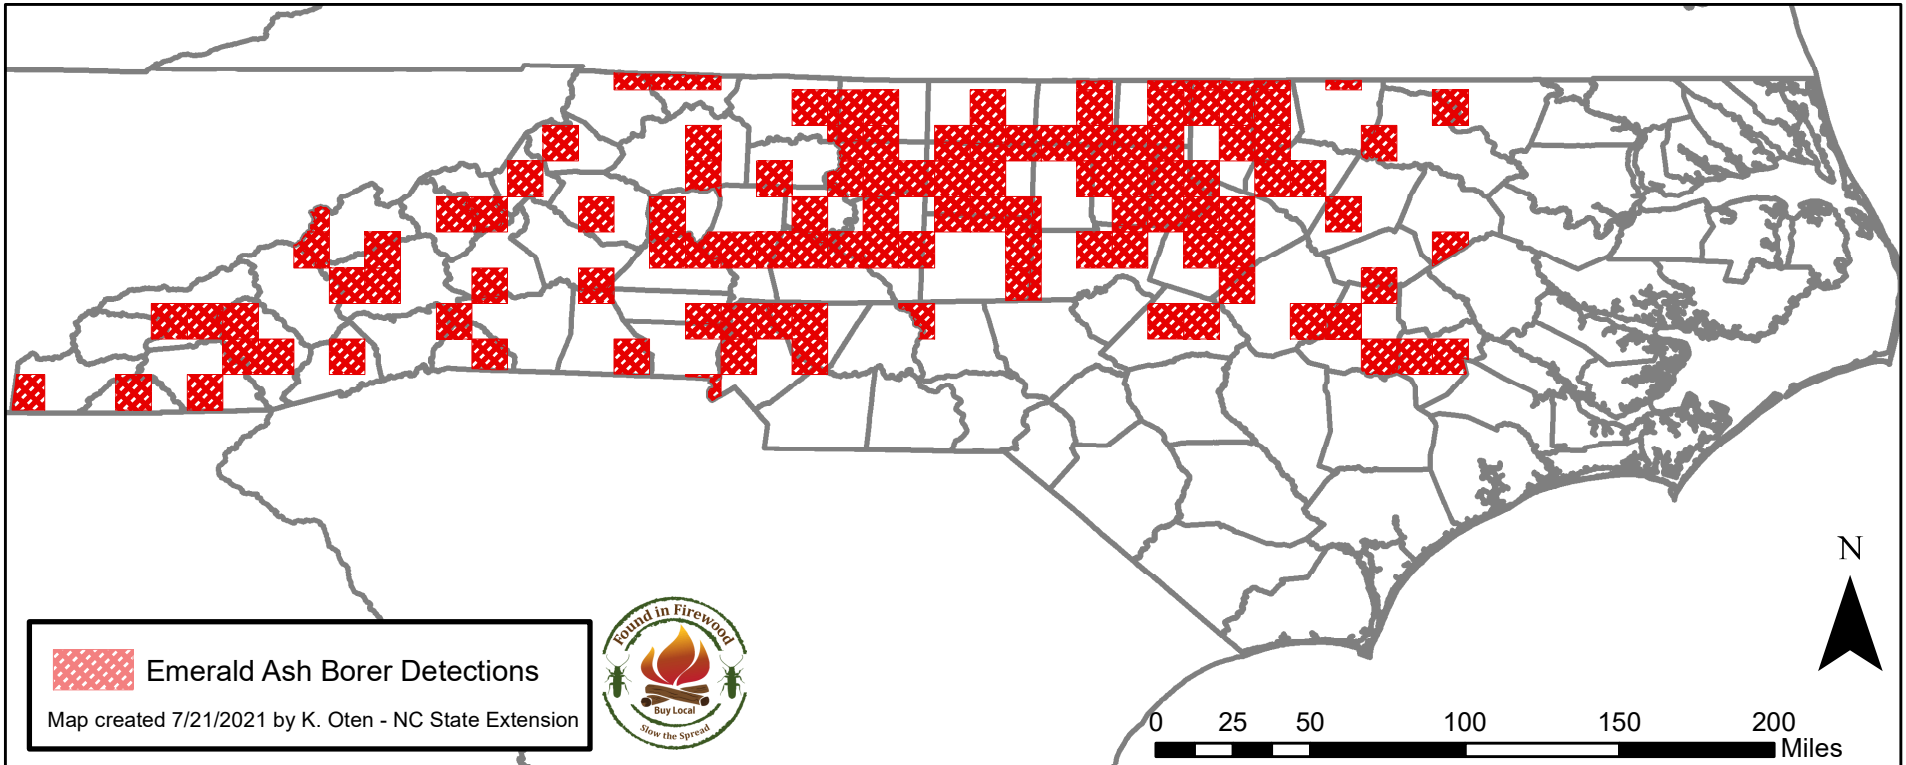 Emerald Ash Borer Detections
Map created 7/21/2021 by K. Oten - NC State Extension
Found in Firewood
Buy Local
Slow the Spread
N
0 25 50 100 150 200
Miles